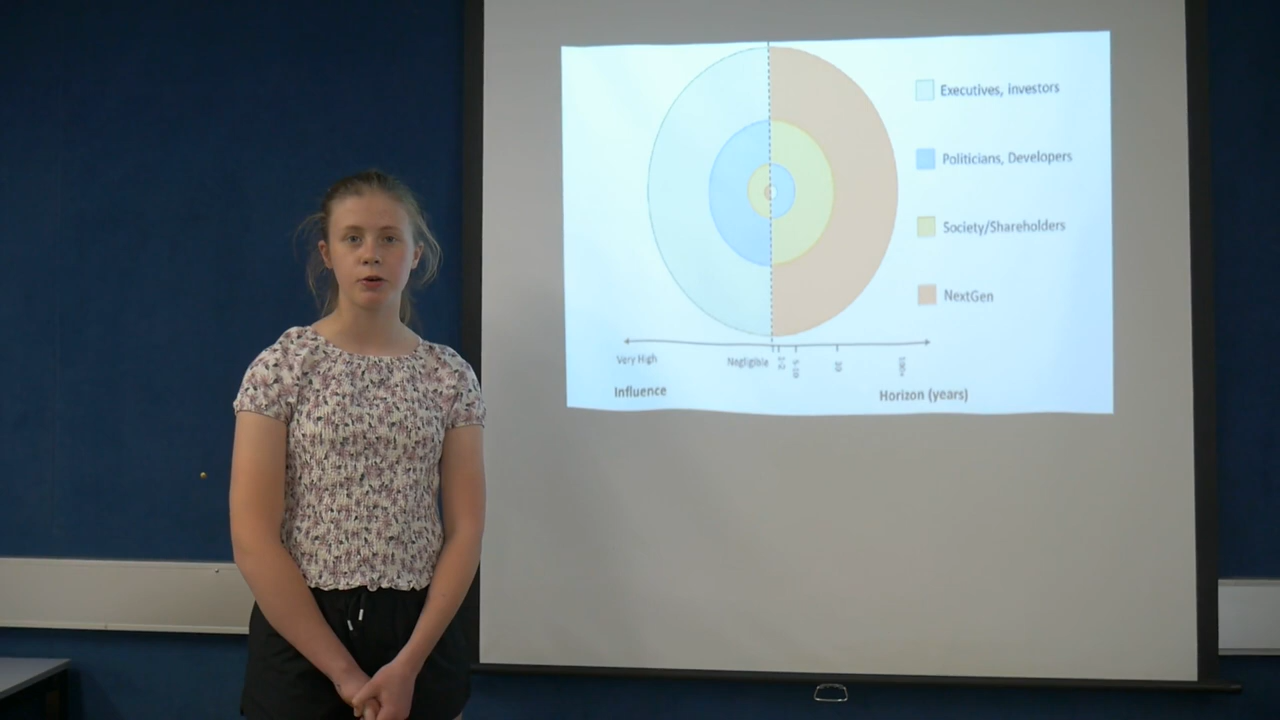 Executives, investors
Politicians, Developers
Society/Shareholders
NextGen
Very High
Negligible
1-2
5-10
20
100+
Influence
Horizon (years)